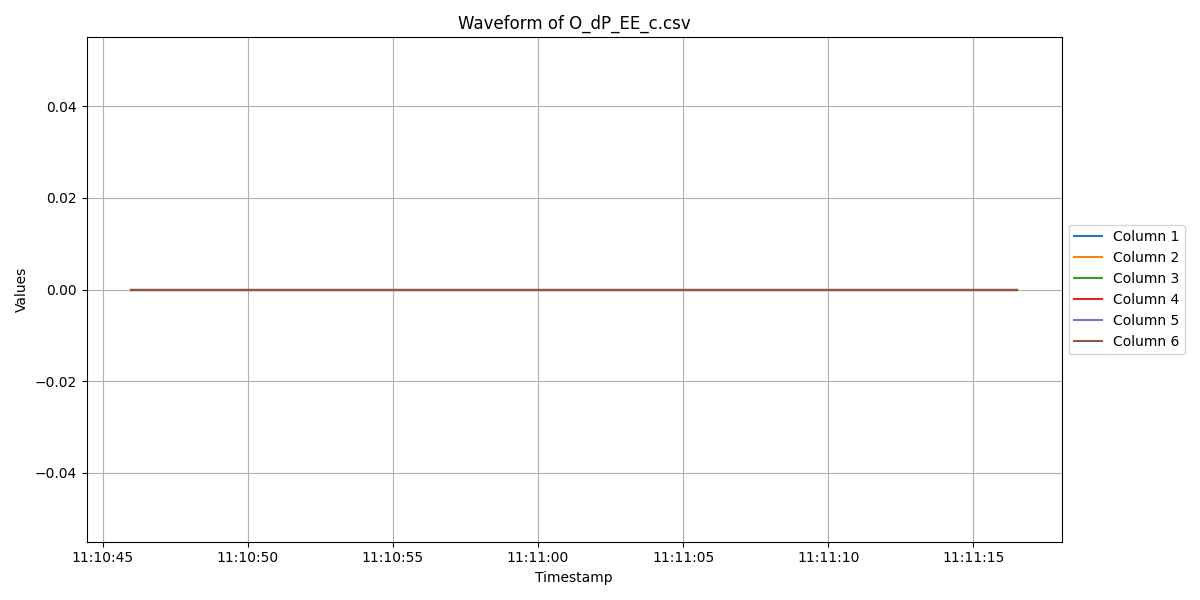 Waveform of O_dP_EE_c.csv
0.04
0.02
0.00
−0.02
−0.04
Values
11:10:45 11:10:50 11:10:55 11:11:00 11:11:05 11:11:10 11:11:15
Timestamp
Column 1
Column 2
Column 3
Column 4
Column 5
Column 6